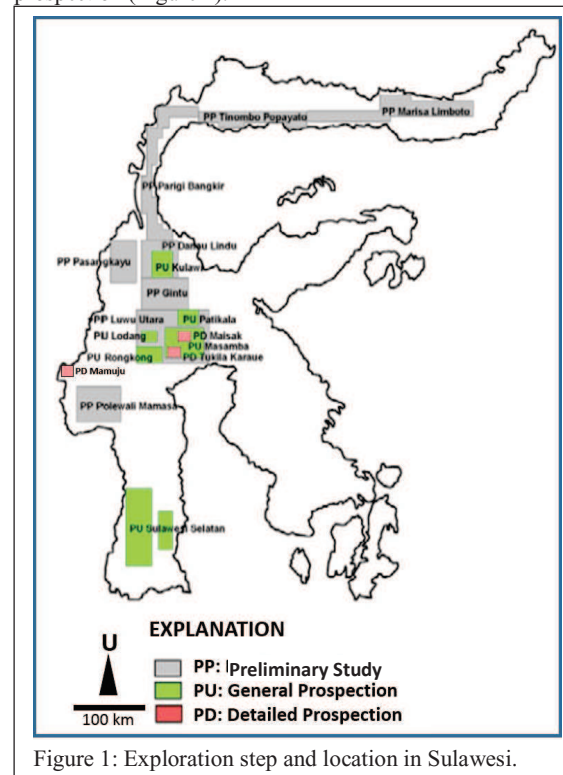 PP Tinombo Popayato
PP Marisa Limboto
PP Parigi Bangkir
PP Danau Lindu
PP Pasangkayu
PU Kulawi
PP Gintu
PP Luwu Utara
PU Patikala
PU Lodang
PD Maisak
PU Masamba
PU Rongkong
PD Tukila Karaue
PD Mamuju
PP Polewali Mamasa
PU Sulawesi Selatan
EXPLANATION
U
PP: Preliminary Study
PU: General Prospection
PD: Detailed Prospection
100 km
Figure 1: Exploration step and location in Sulawesi.